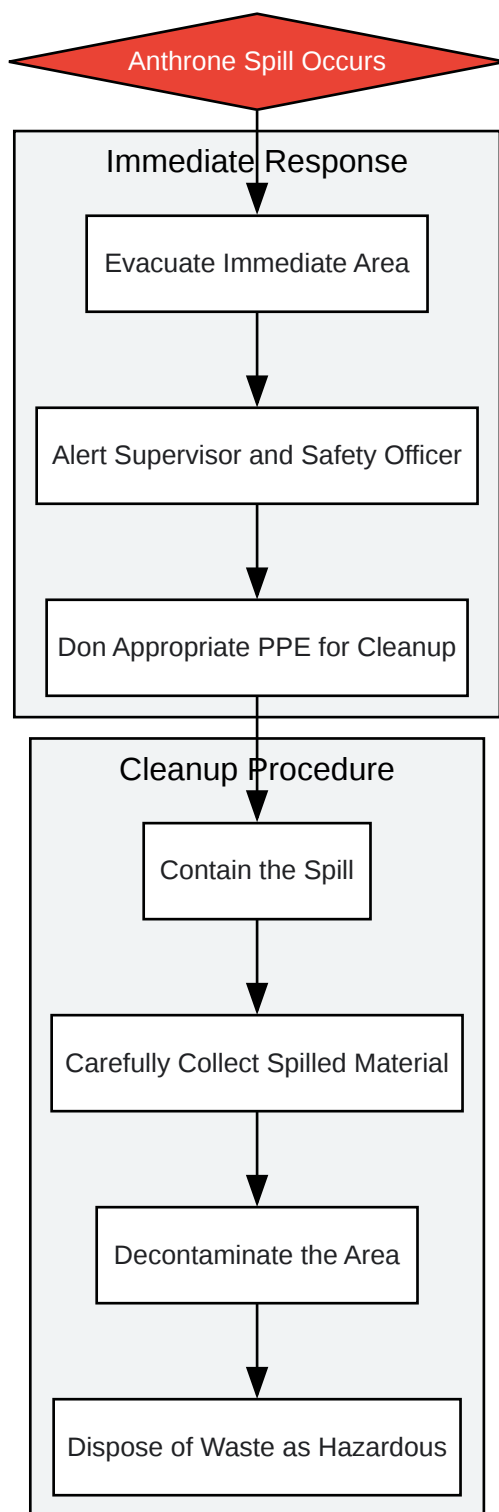 Anthrone Spill Occurs
Immediate Response
Evacuate Immediate Area
Alert Supervisor and Safety Officer
Don Appropriate PPE for Cleanup
Cleanup Procedure
Contain the Spill
Carefully Collect Spilled Material
Decontaminate the Area
Dispose of Waste as Hazardous